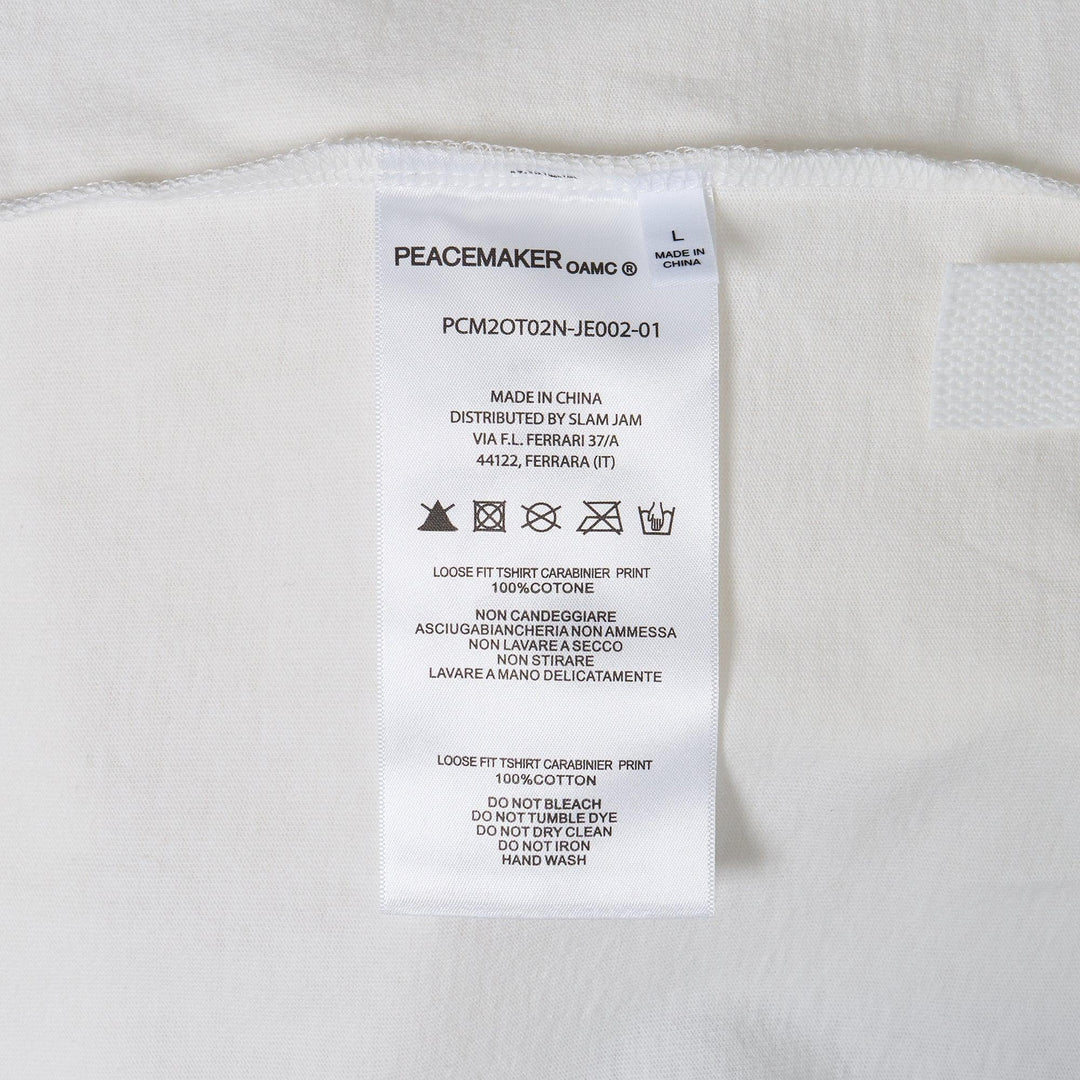 PEACEMAKER OAMC ®
L
MADE IN
CHINA
PCM2OT02N-JE002-01
MADE IN CHINA
DISTRIBUTED BY SLAM JAM
VIA F.L. FERRARI 37/A
44122, FERRARA (IT)
LOOSE FIT TSHIRT CARABINIER PRINT
100%COTONE
NON CANDEGGIARE
ASCIUGABIANCHERIA NON AMMESSA
NON LAVARE A SECCO
NON STIRARE
LAVARE A MANO DELICATAMENTE
LOOSE FIT TSHIRT CARABINIER PRINT
100%COTTON
DO NOT BLEACH
DO NOT TUMBLE DYE
DO NOT DRY CLEAN
DO NOT IRON
HAND WASH